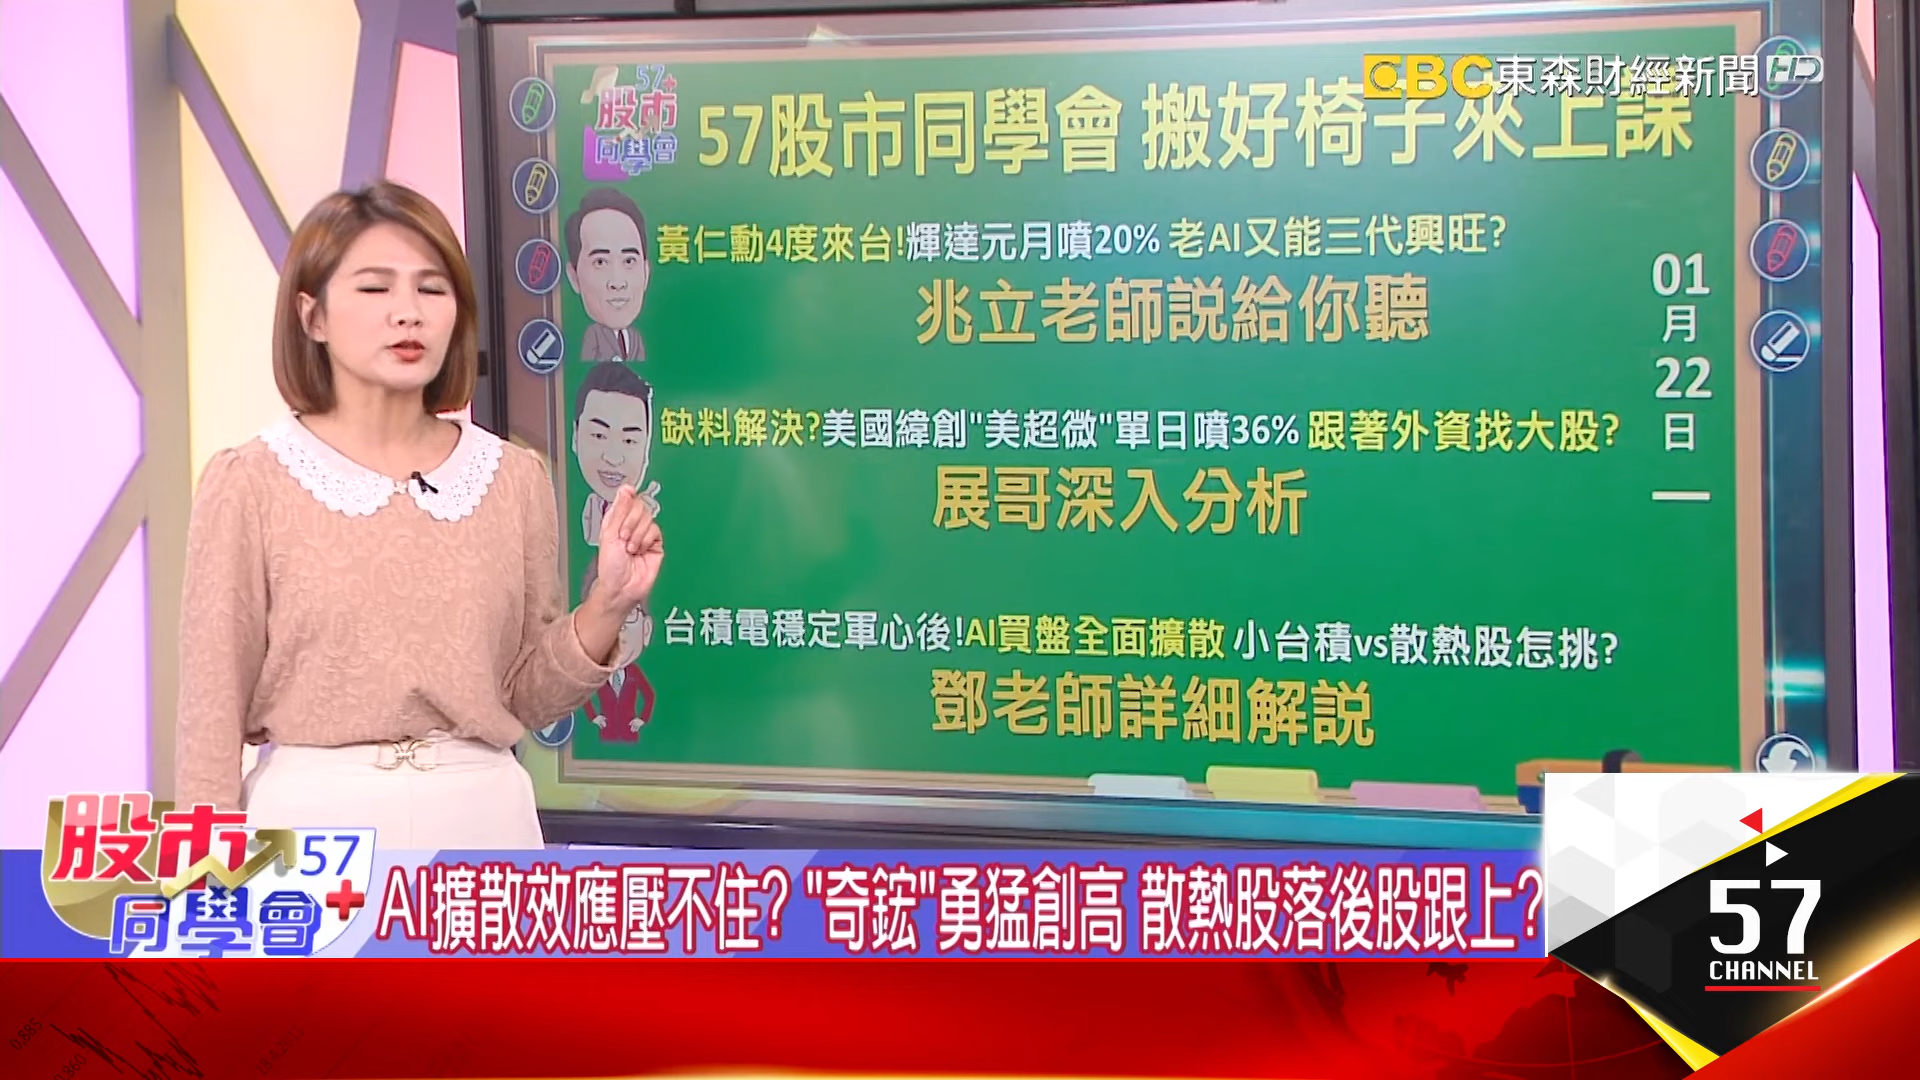 EBC東森財經新聞 HD
57+
股市
同學會
57股市同學會 搬好椅子來上課
黃仁勳4度來台!輝達元月噴20% 老AI又能三代興旺?
兆立老師說給你聽
01
月
22
日
一
缺料解決?美國緯創"美超微"單日噴36% 跟著外資找大股?
展哥深入分析
台積電穩定軍心後!AI買盤全面擴散 小台積vs散熱股怎挑?
鄧老師詳細解說
股市 57
同學會+
AI擴散效應壓不住? "奇鋐"勇猛創高 散熱股落後股跟上?
57
CHANNEL